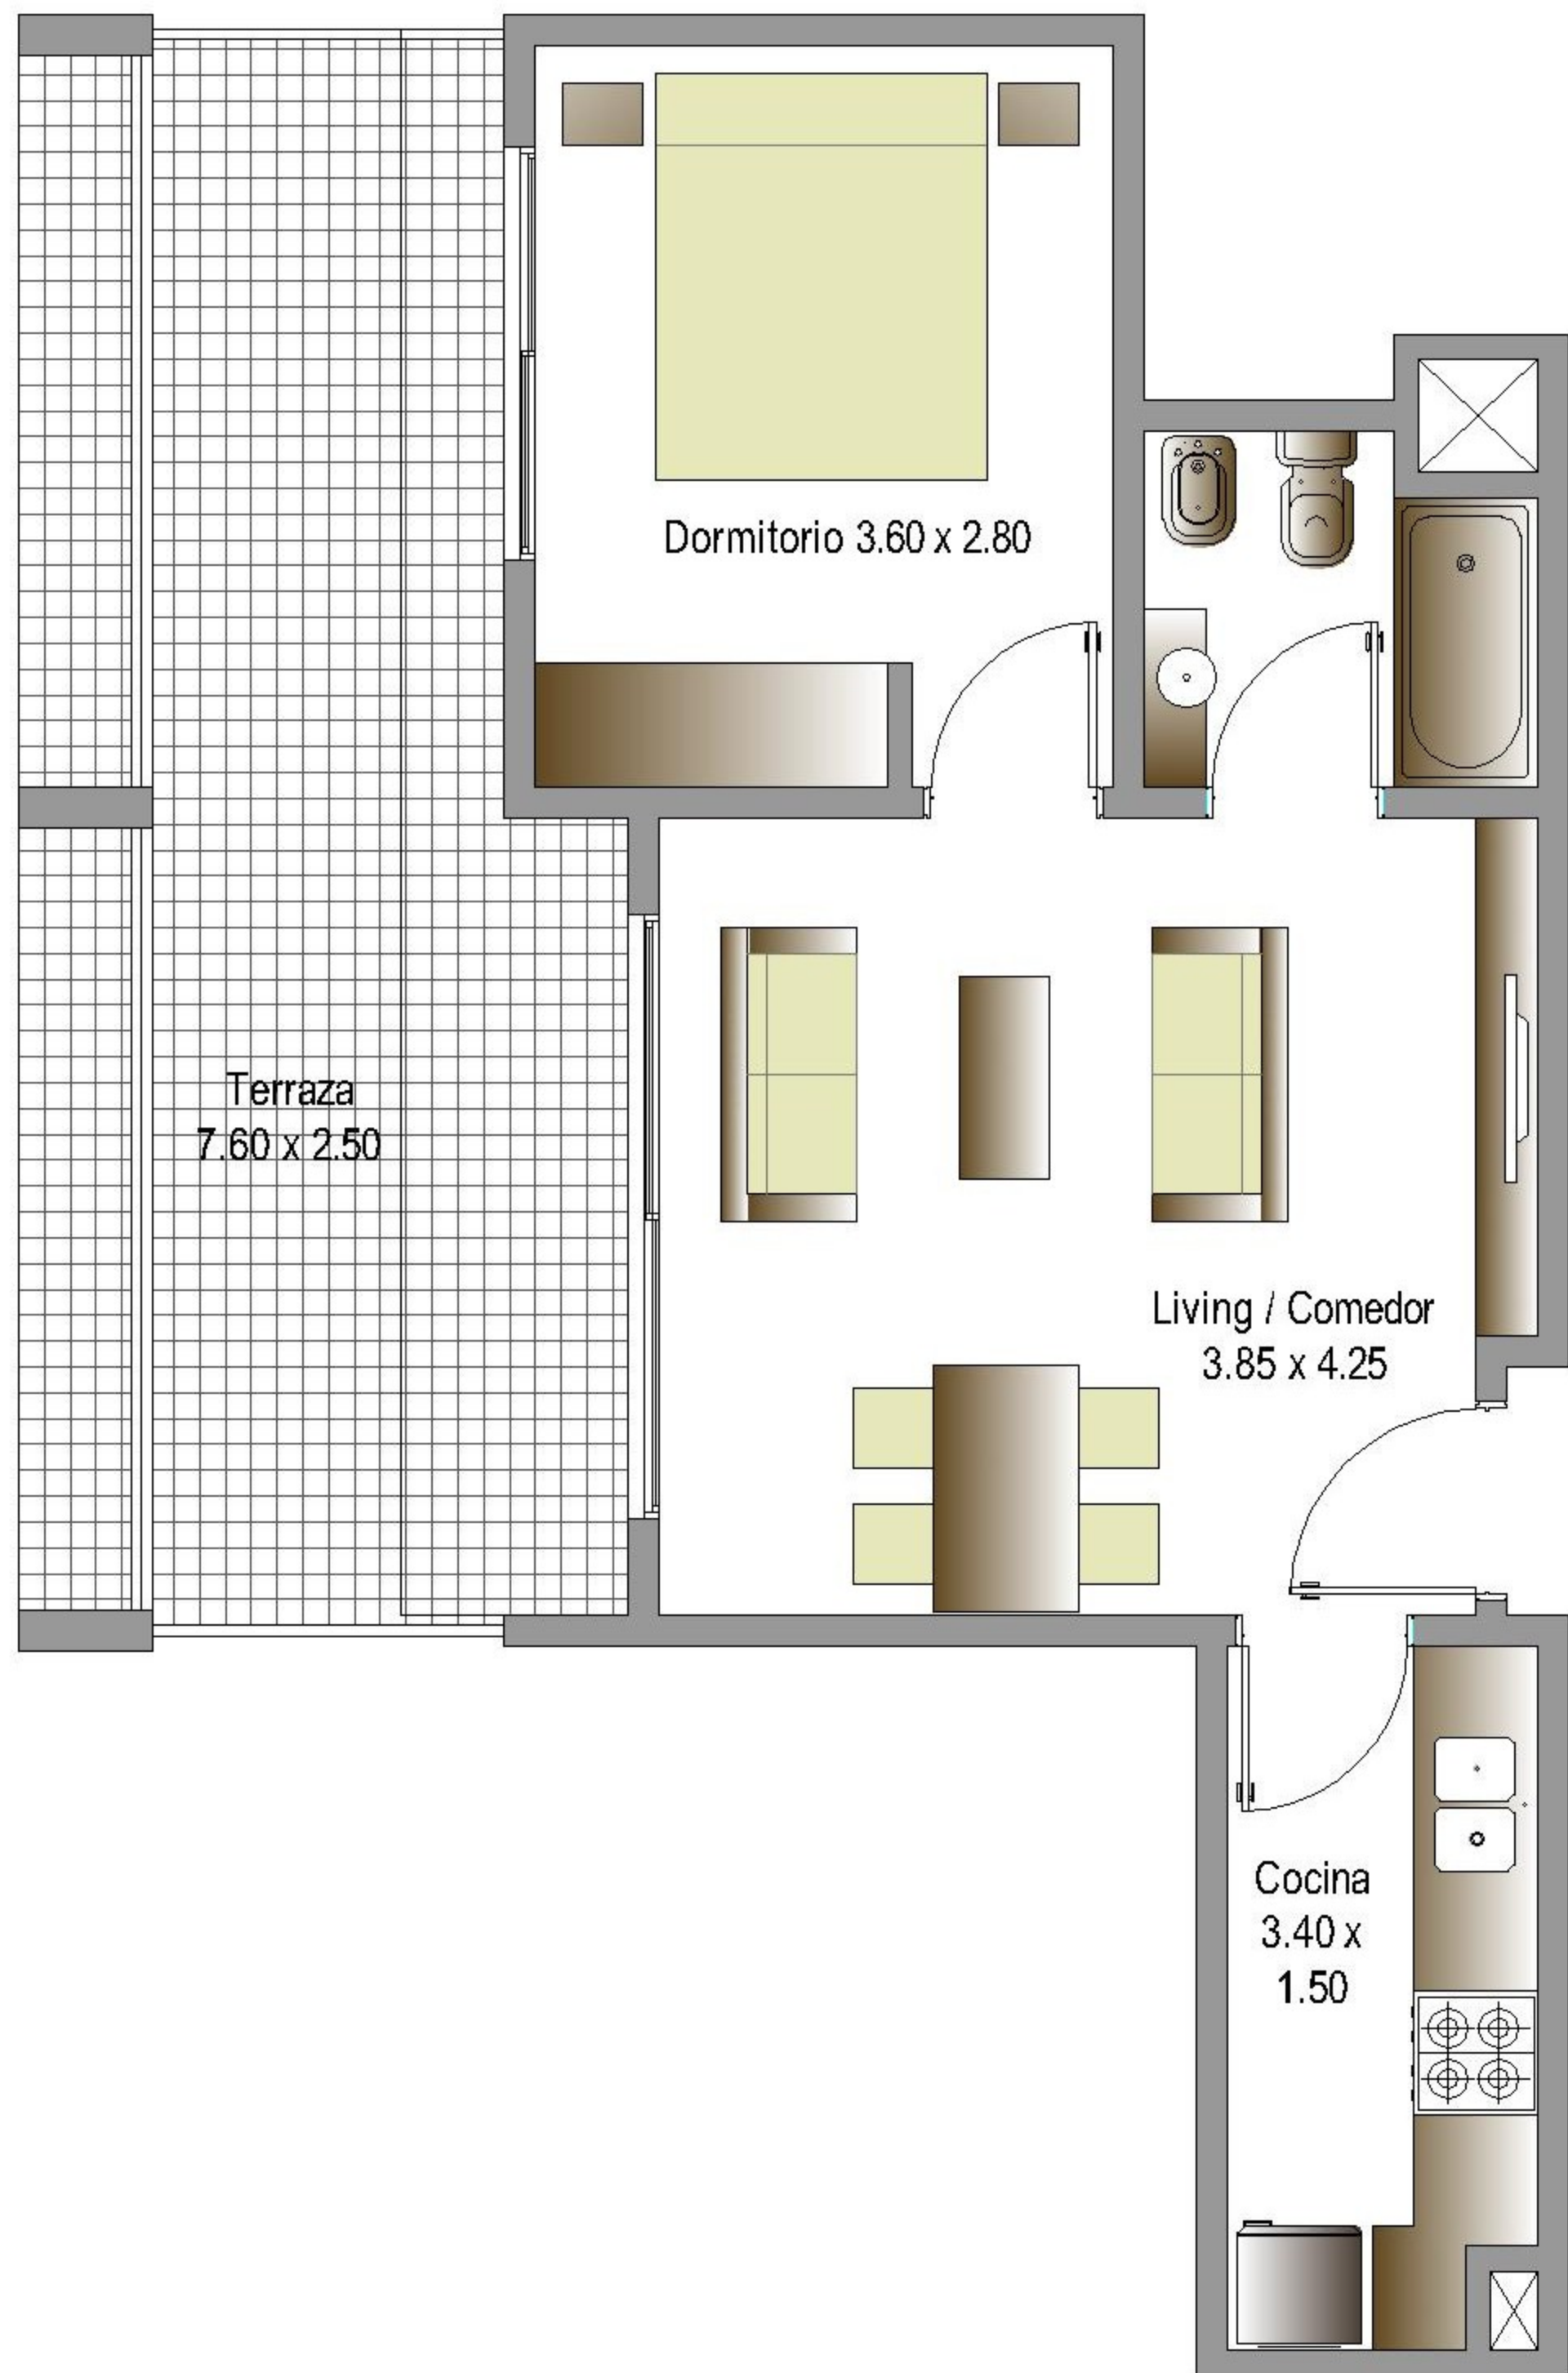 Dormitorio 3.60 x 2.80
Terraza
7.60 x 2.50
Living / Comedor
3.85 x 4.25
Cocina
3.40 x
1.50